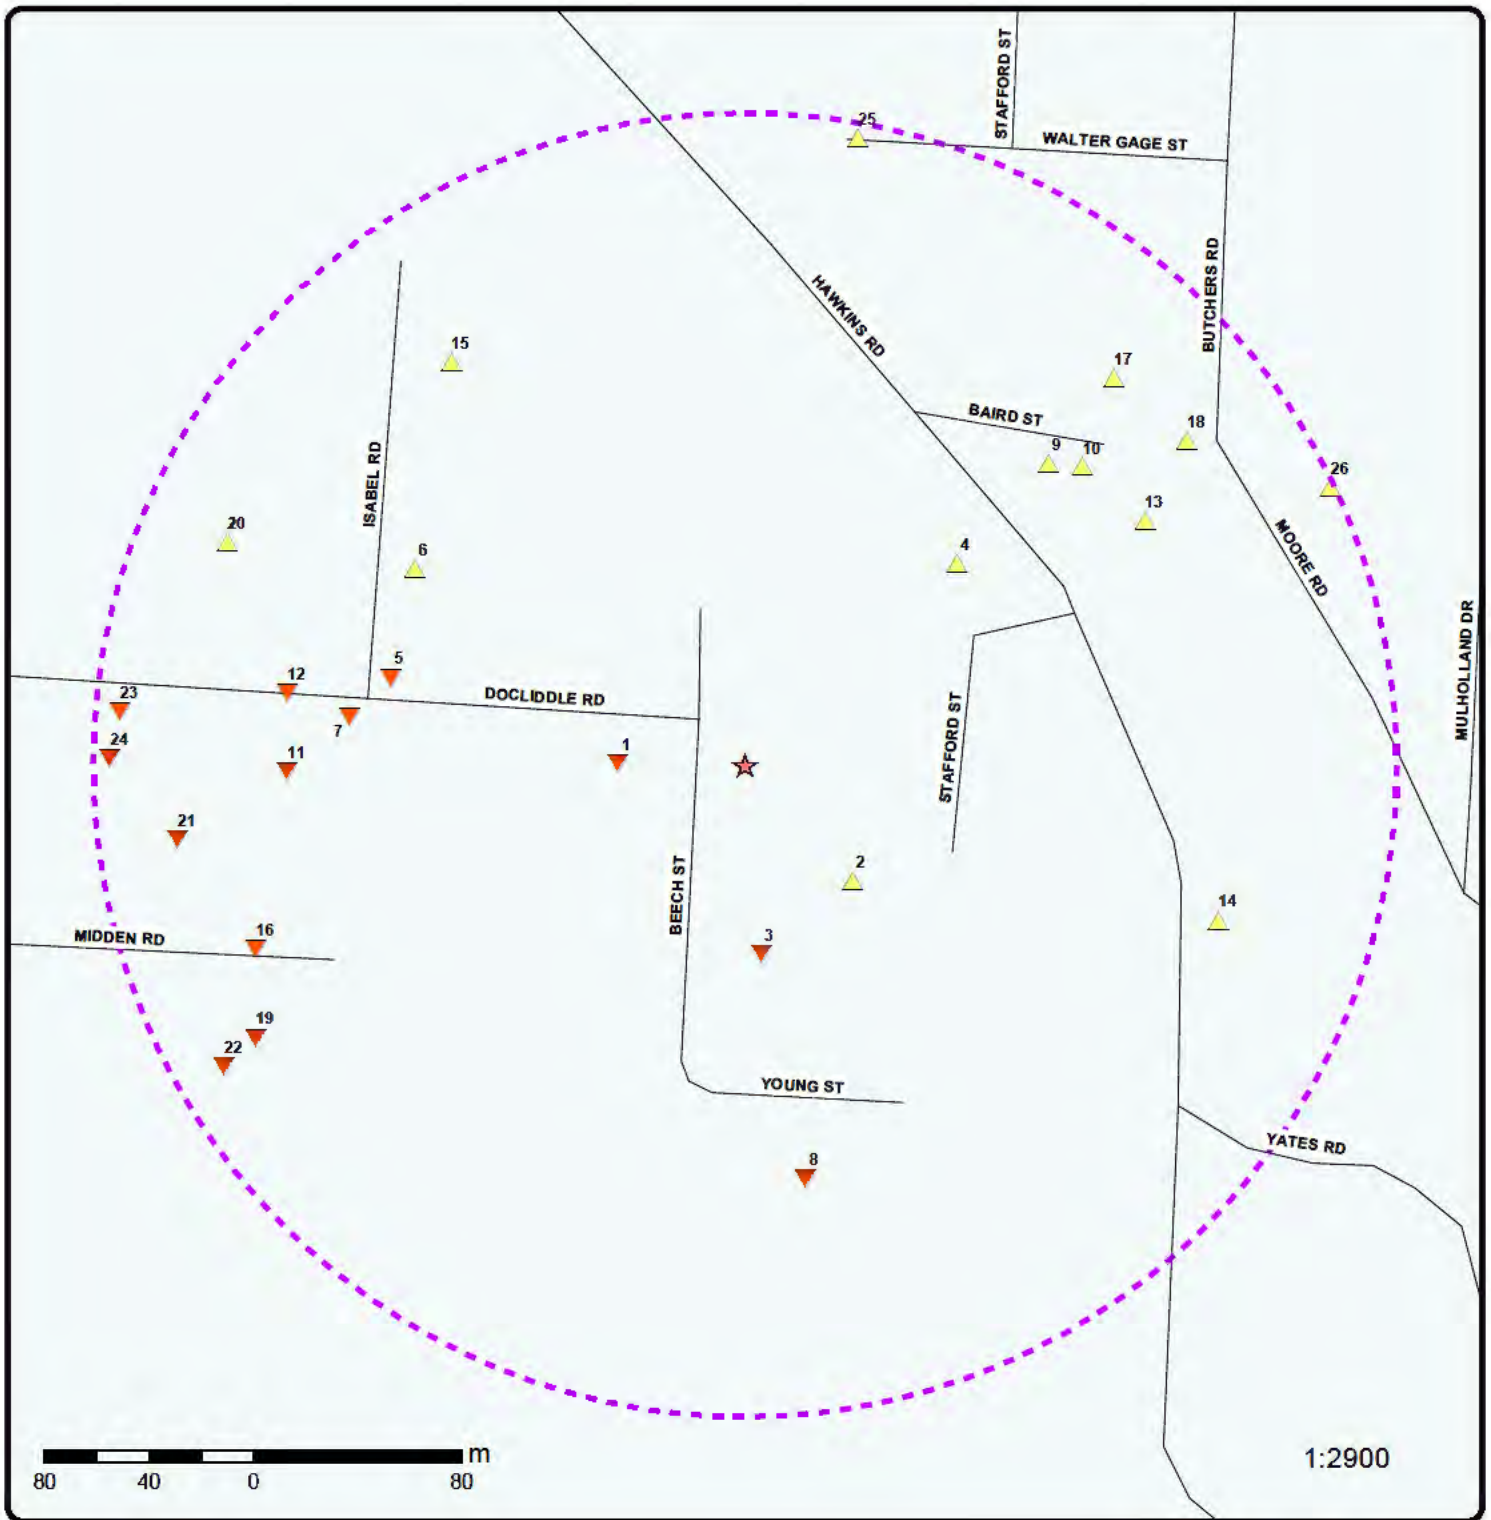 STAFFORD ST
25
WALTER GAGE ST
BUTCHERS RD
HAWKINS RD
15
17
BAIRD ST
18
9
10
26
ISABEL RD
13
20
6
4
MOORE RD
MULHOLLAND DR
5
12
23
DOCLIDDLE RD
7
24
11
1
STAFFORD ST
21
2
BEECH ST
14
MIDDEN RD
16
3
19
22
YOUNG ST
YATES RD
8
m
80 40 0 80
1:2900